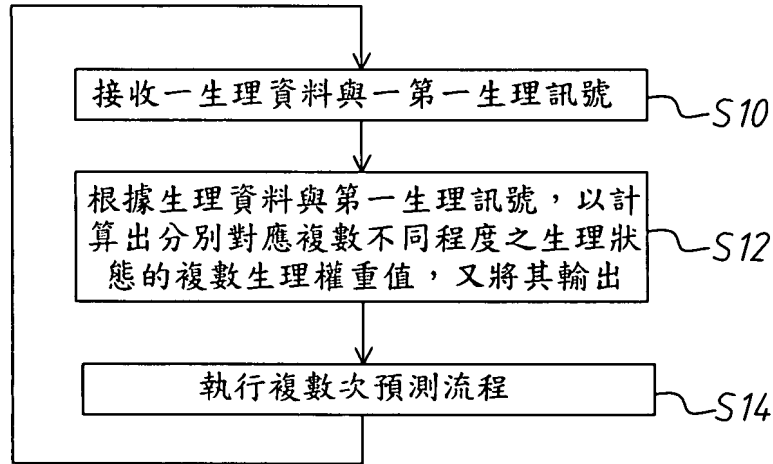 接收一生理資料與一第一生理訊號
S10
根據生理資料與第一生理訊號，以計
算出分別對應複數不同程度之生理狀
態的複數生理權重值，又將其輸出
S12
執行複數次預測流程
S14